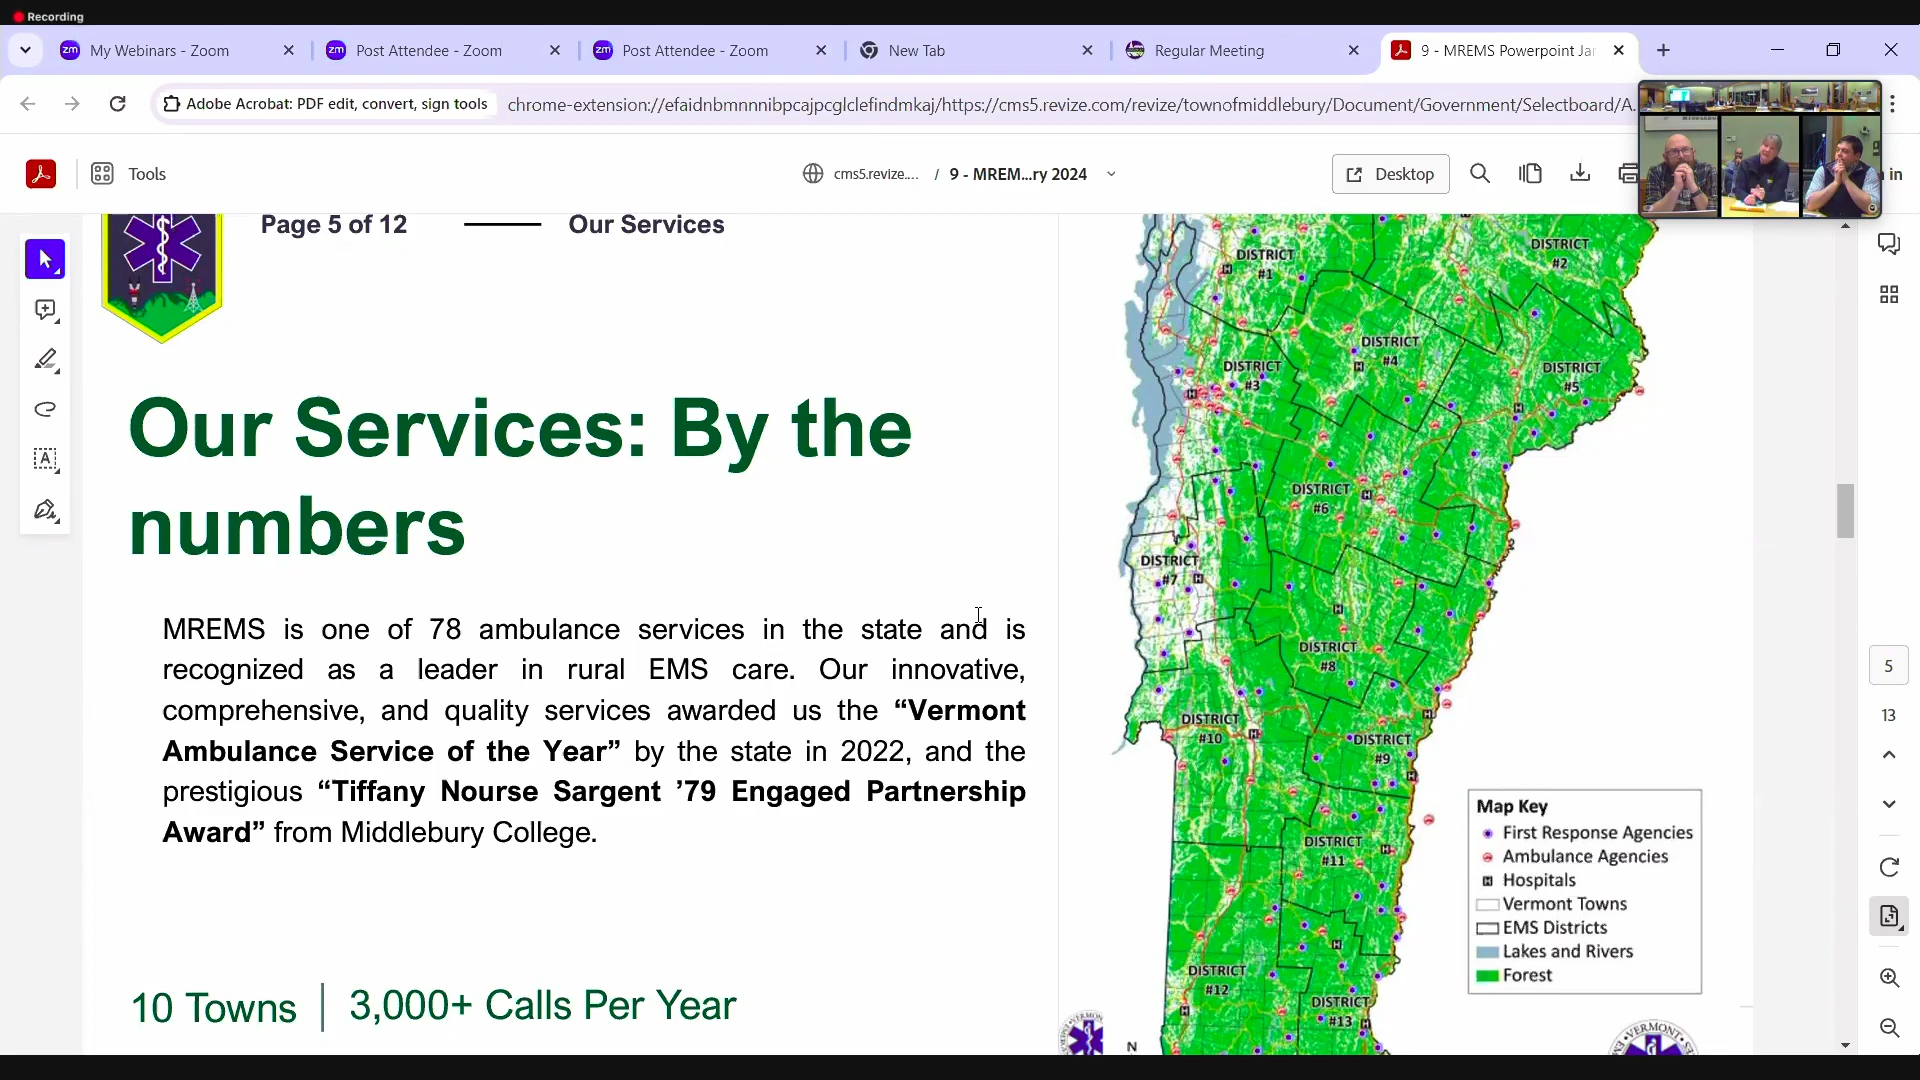 Recording
My Webinars - Zoom
Post Attendee - Zoom
Post Attendee - Zoom
New Tab
Regular Meeting
9 - MREMS Powerpoint Jan
Adobe Acrobat: PDF edit, convert, sign tools
chrome-extension://efaidnbmnnnibpcajpcglclefindmkaj/https://cms5.revize.com/revize/townofmiddlebury/Document/Government/Selectboard/A...
Tools
cms5.revize.... / 9 - MREM...ry 2024
Desktop
in
Page 5 of 12
Our Services
Our Services: By the
numbers
MREMS is one of 78 ambulance services in the state and is
recognized as a leader in rural EMS care. Our innovative,
comprehensive, and quality services awarded us the “Vermont
Ambulance Service of the Year” by the state in 2022, and the
prestigious “Tiffany Nourse Sargent ’79 Engaged Partnership
Award” from Middlebury College.
10 Towns
3,000+ Calls Per Year
DISTRICT
#1
DISTRICT
#2
DISTRICT
#3
DISTRICT
#4
DISTRICT
#5
DISTRICT
#6
DISTRICT
#7
DISTRICT
#8
DISTRICT
#9
DISTRICT
#10
DISTRICT
#11
DISTRICT
#12
DISTRICT
#13
Map Key
First Response Agencies
Ambulance Agencies
H Hospitals
Vermont Towns
EMS Districts
Lakes and Rivers
Forest
N
VERMONT
5
13